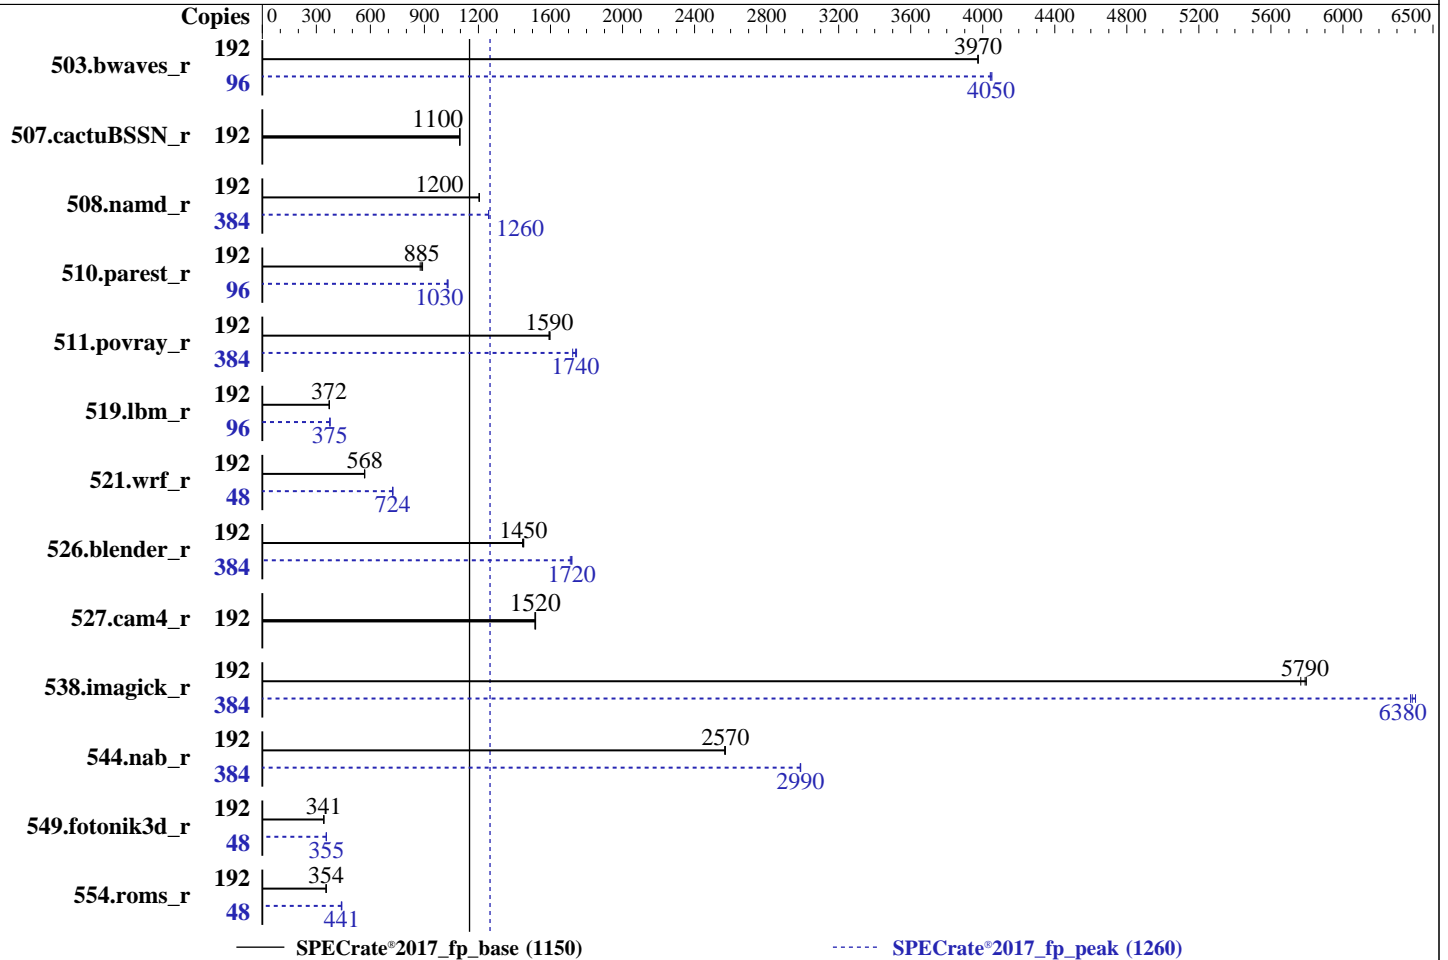 Copies 0 300 600 900 1200 1600 2000 2400 2800 3200 3600 4000 4400 4800 5200 5600 6000 6500
503.bwaves_r 192 3970
96 4050
507.cactuBSSN_r 192 1100
508.namd_r 192 1200
384 1260
510.parest_r 192 885
96 1030
511.povray_r 192 1590
384 1740
519.lbm_r 192 372
96 375
521.wrf_r 192 568
48 724
526.blender_r 192 1450
384 1720
527.cam4_r 192 1520
538.imagick_r 192 5790
384 6380
544.nab_r 192 2570
384 2990
549.fotonik3d_r 192 341
48 355
554.roms_r 192 354
48 441
SPECrate®2017_fp_base (1150) SPECrate®2017_fp_peak (1260)